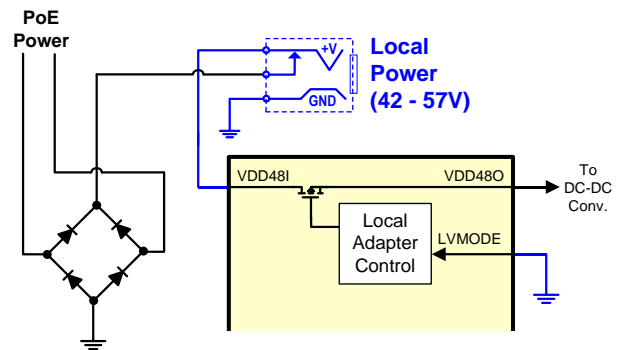 PoE
Power
Local
Power
(42 - 57V)
+V
GND
VDD48I
VDD48O
To
DC-DC
Conv.
Local
Adapter
Control
LVMODE